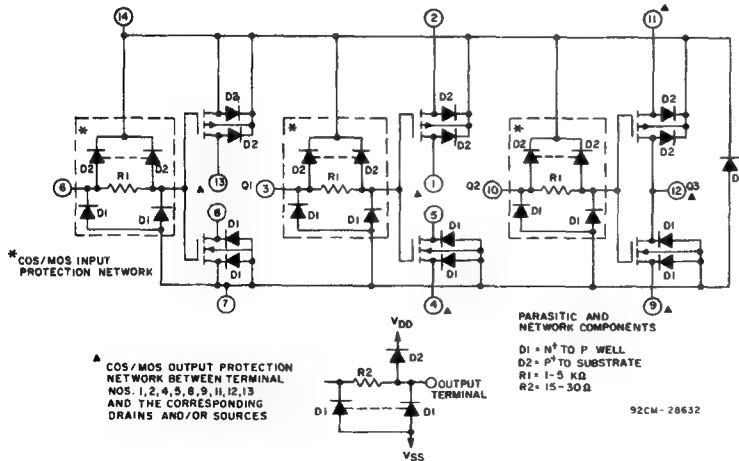 14
2
11 ▲
D2
D2
D2
D2
D2
D2
*
D2
D2
*
D2
D2
*
D2
D2
6
R1
▲
13
Q1
3
R1
▲
1
Q2
10
R1
12
Q3
▲
D
D1
D1
8
D1
D1
5
D1
D1
D1
D1
D1
D1
D1
D1
* COS/MOS INPUT
PROTECTION NETWORK
7
4 ▲
9 ▲
▲ COS/MOS OUTPUT PROTECTION
NETWORK BETWEEN TERMINAL
NOS. 1,2,4,5,8,9,11,12,13
AND THE CORRESPONDING
DRAINS AND/OR SOURCES
VDD
D2
R2
OUTPUT
TERMINAL
D1
D1
VSS
PARASITIC AND
NETWORK COMPONENTS
D1 = N+ TO P WELL
D2 = P+ TO SUBSTRATE
R1 = 1-5 KΩ
R2 = 15-30Ω
92CM-28632